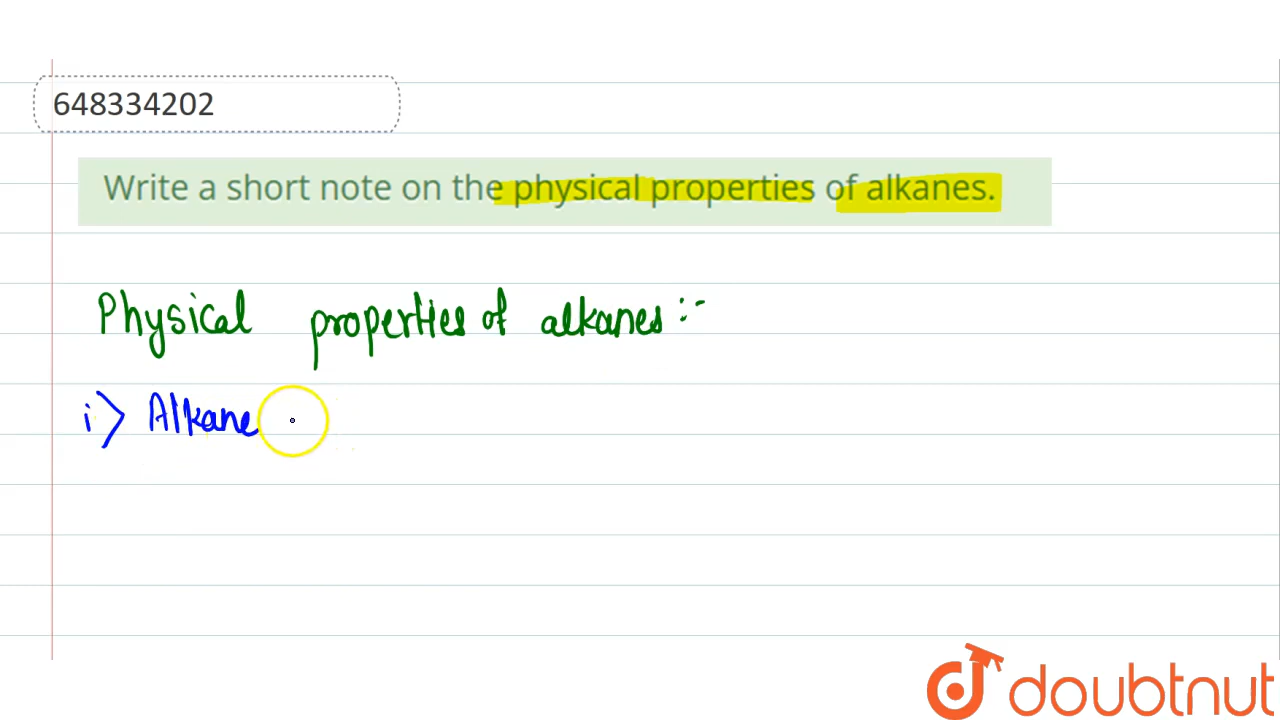 648334202
Write a short note on the physical properties of alkanes.
Physical properties of alkanes :-
i> Alkane
doubtnut